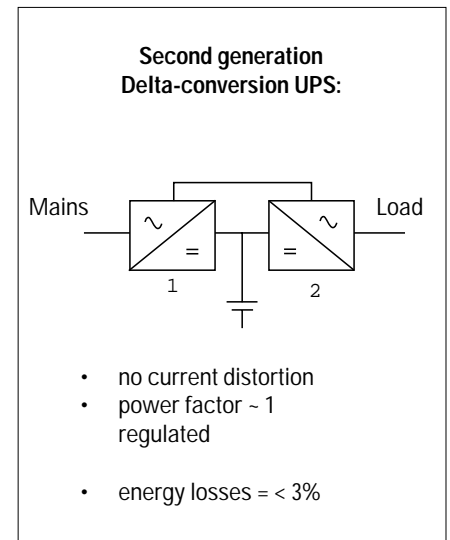 Second generation
Delta-conversion UPS:
Mains
Load
~
=
=
~
1
2
• no current distortion
• power factor ~ 1
regulated
• energy losses = < 3%